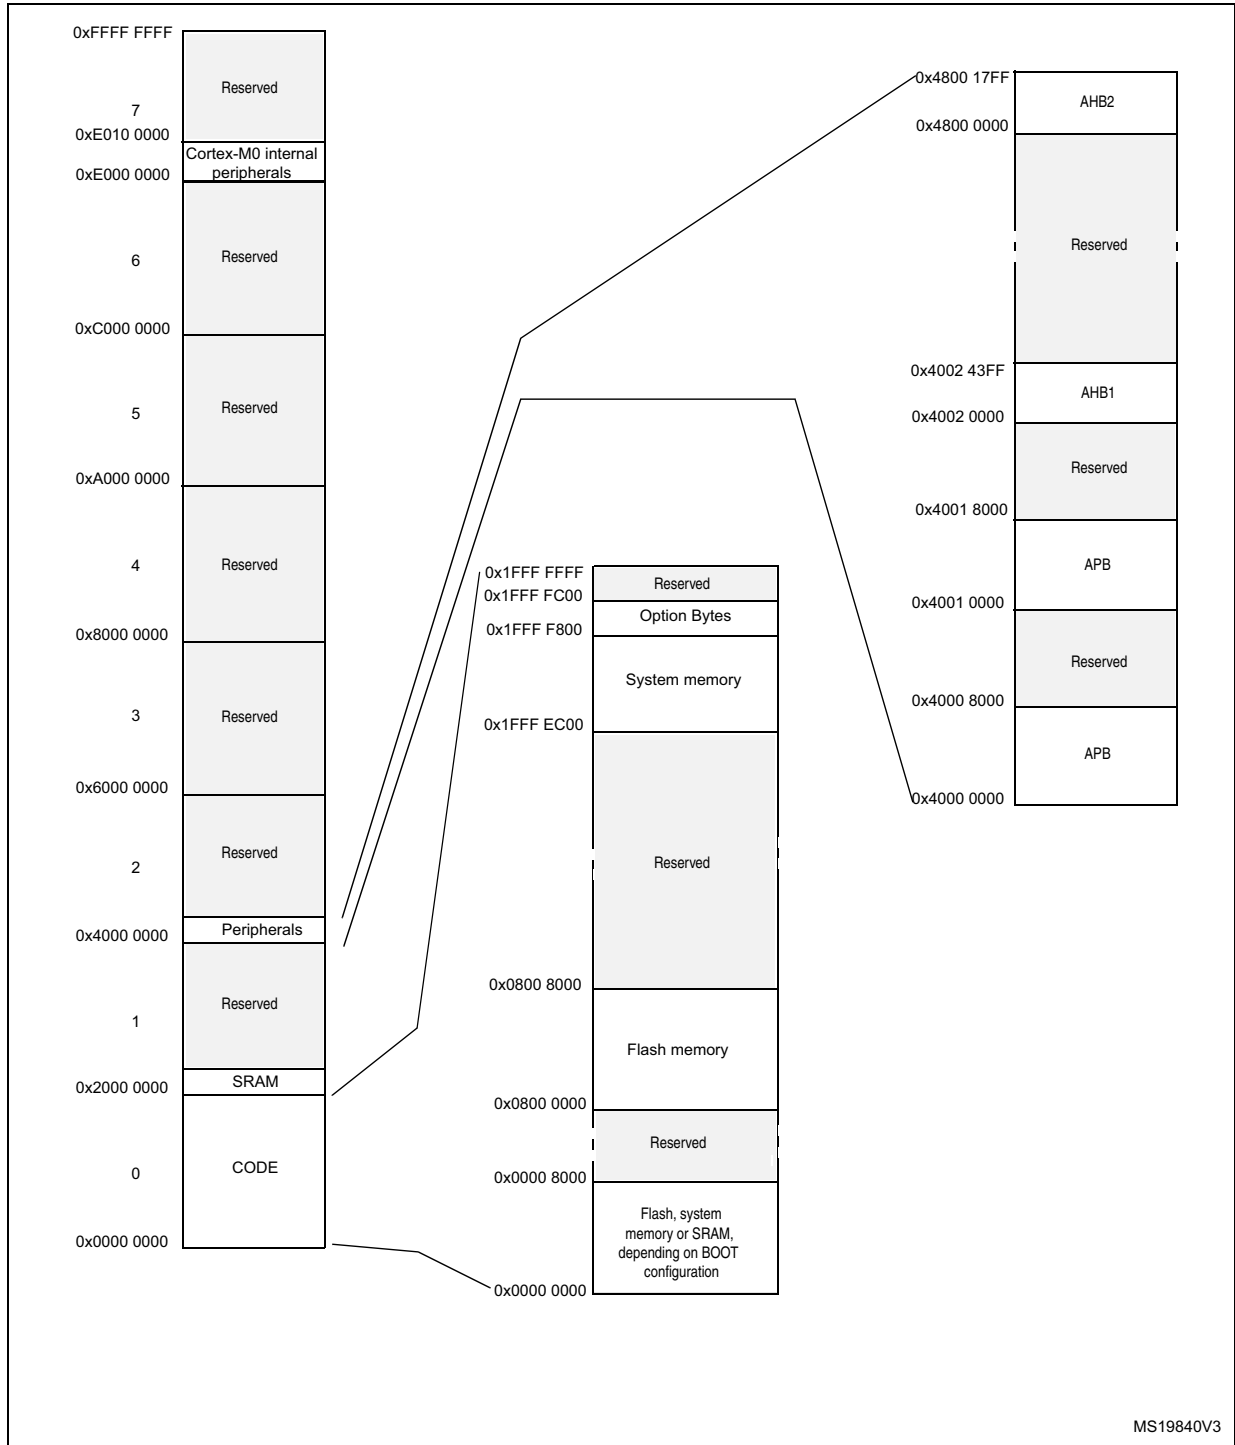 0xFFFF FFFF
Reserved
7
0xE010 0000
Cortex-M0 internal
peripherals
0xE000 0000
Reserved
6
0xC000 0000
Reserved
5
0xA000 0000
Reserved
4
0x8000 0000
Reserved
3
0x6000 0000
Reserved
2
Peripherals
0x4000 0000
Reserved
1
SRAM
0x2000 0000
CODE
0
0x0000 0000
0x1FFF FFFF
Reserved
0x1FFF FC00
Option Bytes
0x1FFF F800
System memory
0x1FFF EC00
Reserved
0x0800 8000
Flash memory
0x0800 0000
Reserved
0x0000 8000
Flash, system
memory or SRAM,
depending on BOOT
configuration
0x0000 0000
0x4800 17FF
AHB2
0x4800 0000
Reserved
0x4002 43FF
AHB1
0x4002 0000
Reserved
0x4001 8000
APB
0x4001 0000
Reserved
0x4000 8000
APB
0x4000 0000
MS19840V3